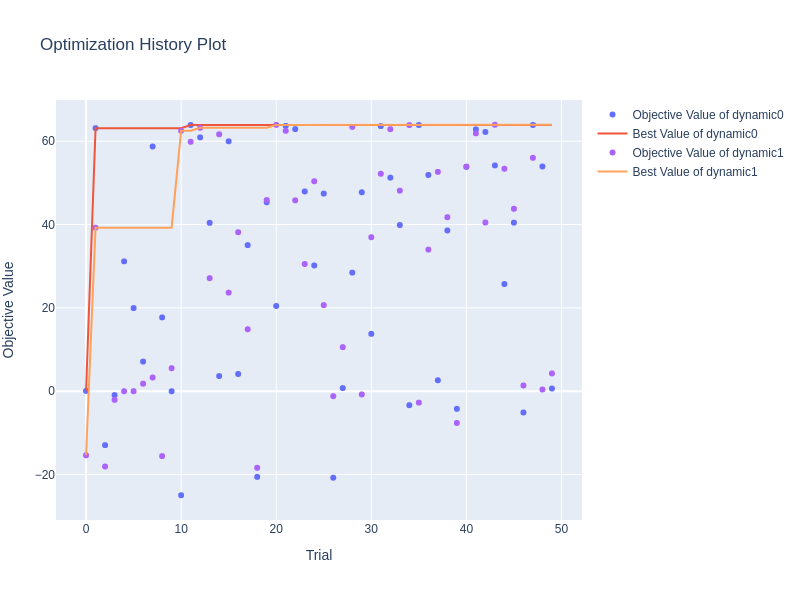 Optimization History Plot
Objective Value of dynamic0
Best Value of dynamic0
Objective Value of dynamic1
Best Value of dynamic1
Objective Value
60
40
20
0
−20
0 10 20 30 40 50
Trial